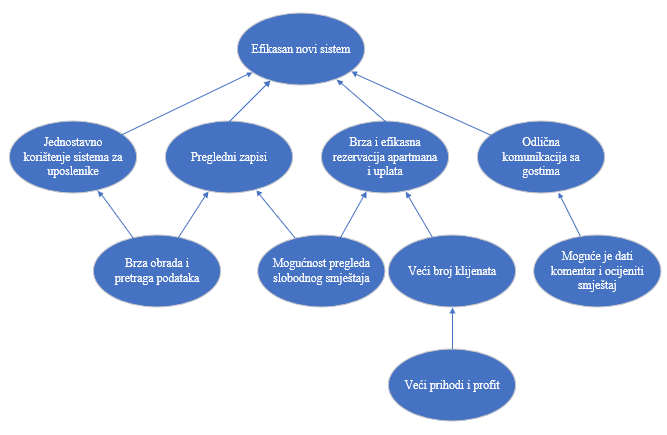 Efikasan novi sistem
Jednostavno
korištenje sistema za
uposlenike
Pregledni zapisi
Brza i efikasna
rezervacija apartmana
i uplata
Odlična
komunikacija sa
gostima
Brza obrada i
pretraga podataka
Mogućnost pregleda
slobodnog smještaja
Veći broj klijenata
Moguće je dati
komentar i ocijeniti
smještaj
Veći prihodi i profit